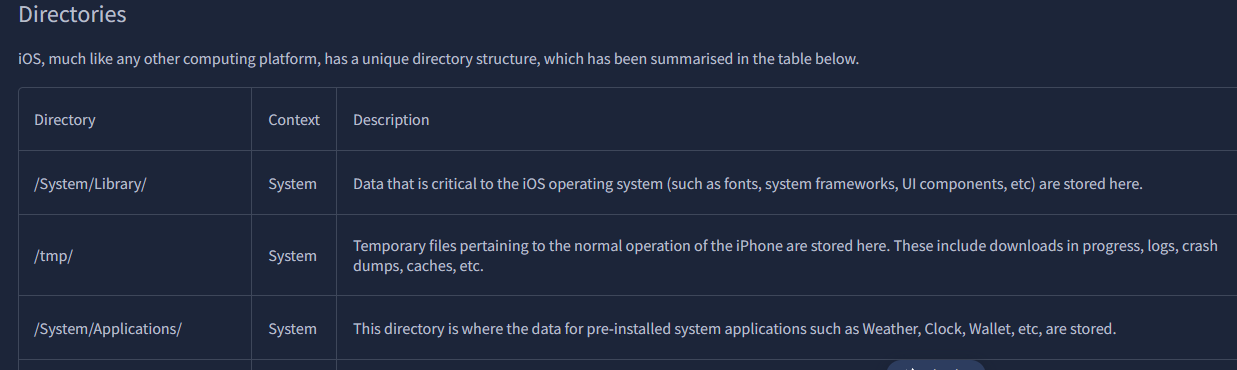 Directories
iOS, much like any other computing platform, has a unique directory structure, which has been summarised in the table below.
Directory Context Description
/System/Library/ System Data that is critical to the iOS operating system (such as fonts, system frameworks, UI components, etc) are stored here.
/tmp/ System Temporary files pertaining to the normal operation of the iPhone are stored here. These include downloads in progress, logs, crash
dumps, caches, etc.
/System/Applications/ System This directory is where the data for pre-installed system applications such as Weather, Clock, Wallet, etc, are stored.